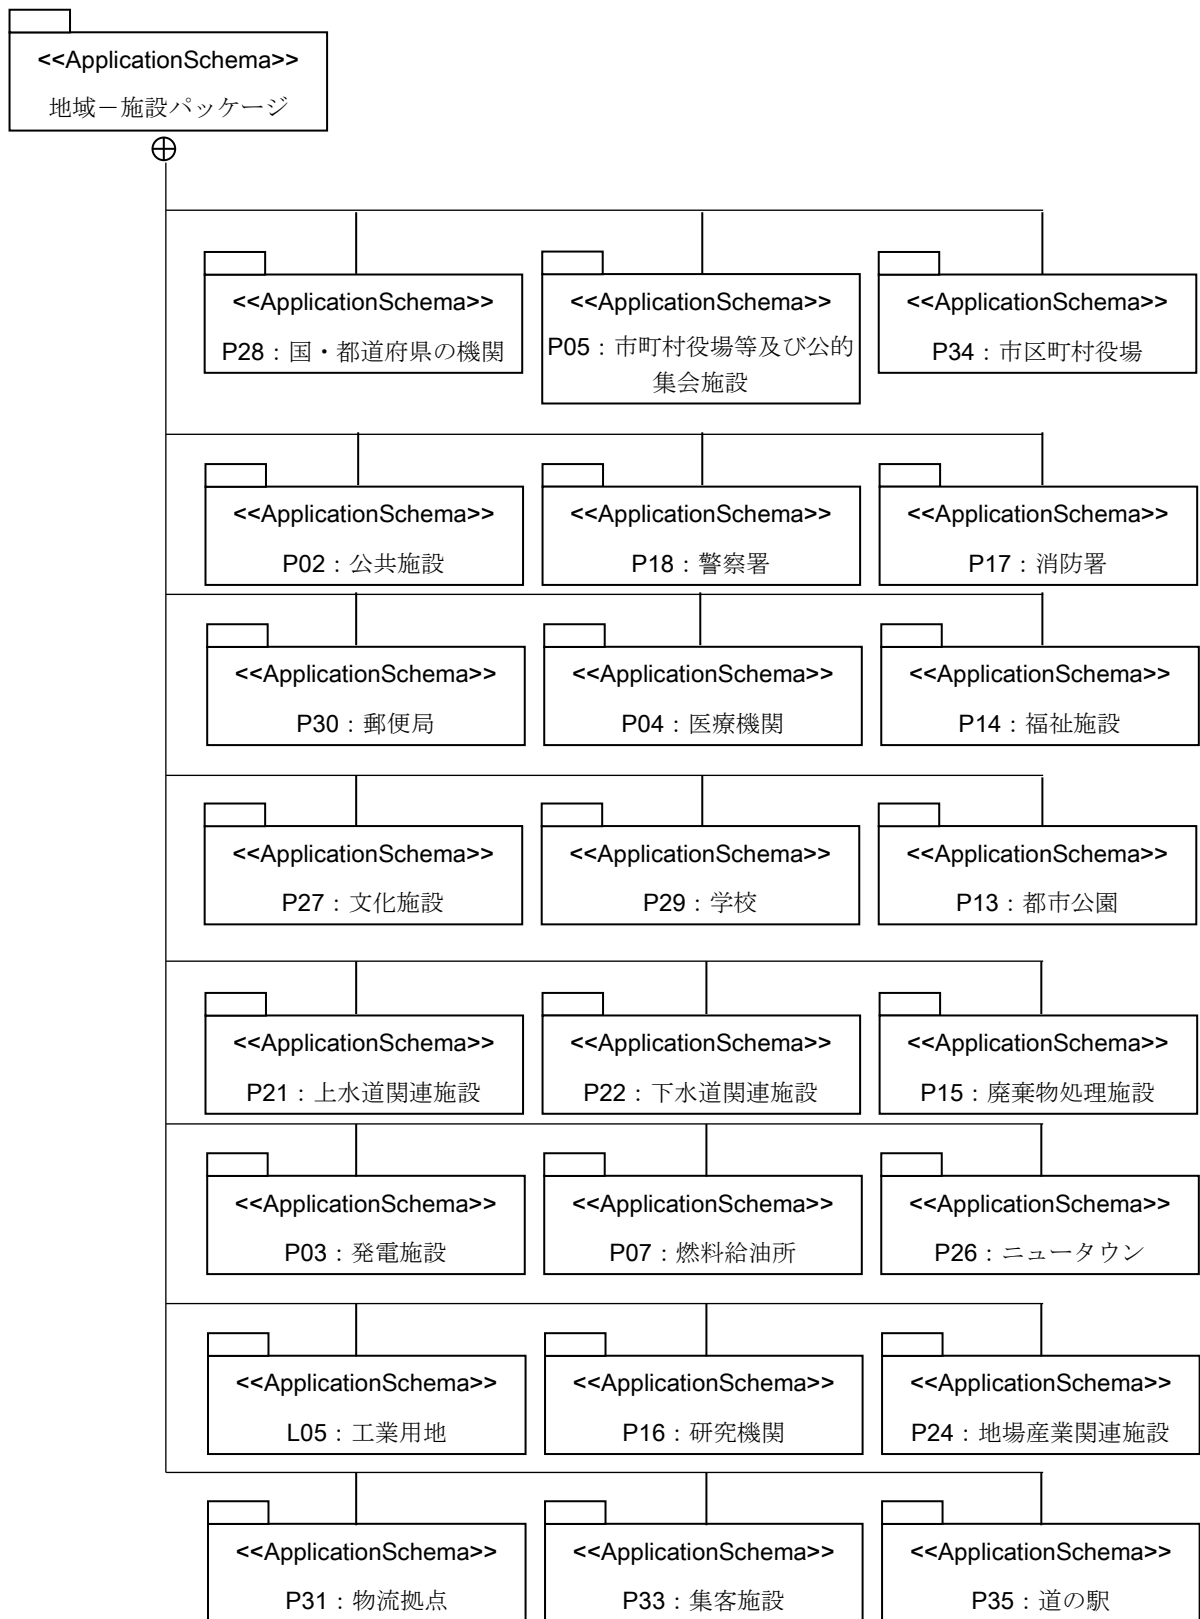 <<ApplicationSchema>>
地域－施設パッケージ
<<ApplicationSchema>>
P28：国・都道府県の機関
<<ApplicationSchema>>
P05：市町村役場等及び公的
集会施設
<<ApplicationSchema>>
P34：市区町村役場
<<ApplicationSchema>>
P02：公共施設
<<ApplicationSchema>>
P18：警察署
<<ApplicationSchema>>
P17：消防署
<<ApplicationSchema>>
P30：郵便局
<<ApplicationSchema>>
P04：医療機関
<<ApplicationSchema>>
P14：福祉施設
<<ApplicationSchema>>
P27：文化施設
<<ApplicationSchema>>
P29：学校
<<ApplicationSchema>>
P13：都市公園
<<ApplicationSchema>>
P21：上水道関連施設
<<ApplicationSchema>>
P22：下水道関連施設
<<ApplicationSchema>>
P15：廃棄物処理施設
<<ApplicationSchema>>
P03：発電施設
<<ApplicationSchema>>
P07：燃料給油所
<<ApplicationSchema>>
P26：ニュータウン
<<ApplicationSchema>>
L05：工業用地
<<ApplicationSchema>>
P16：研究機関
<<ApplicationSchema>>
P24：地場産業関連施設
<<ApplicationSchema>>
P31：物流拠点
<<ApplicationSchema>>
P33：集客施設
<<ApplicationSchema>>
P35：道の駅